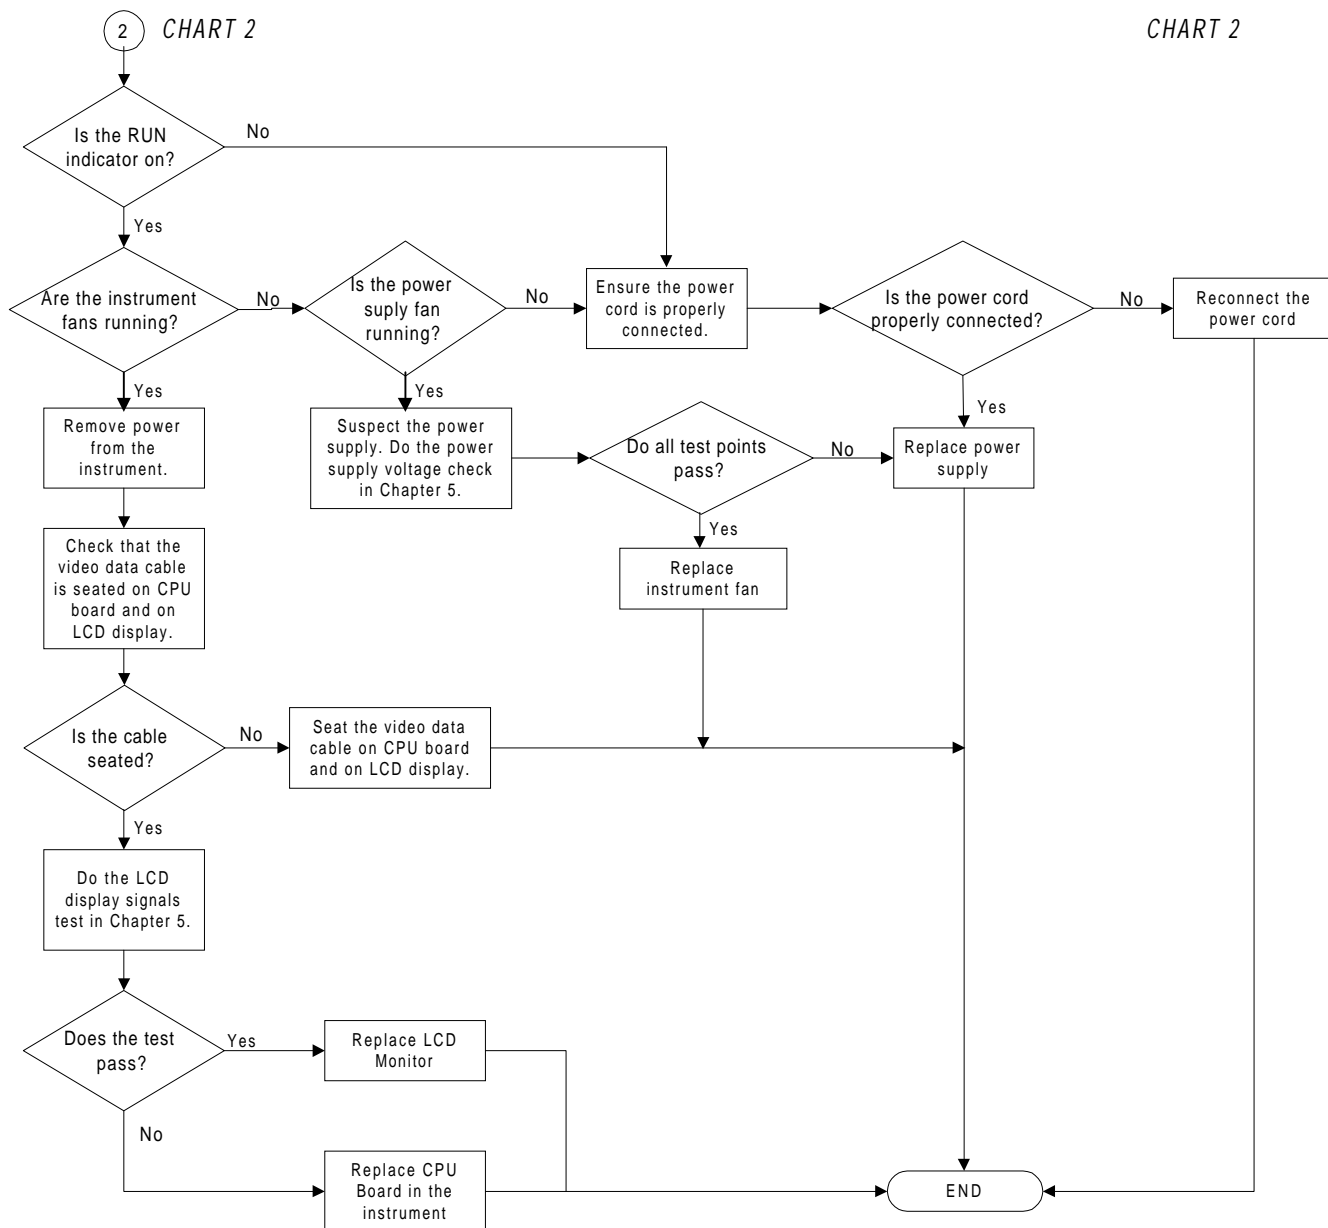 2
CHART 2
CHART 2
Is the RUN
indicator on?
No
Yes
Are the instrument
fans running?
No
Is the power
suply fan
running?
No
Ensure the power
cord is properly
connected.
Is the power cord
properly connected?
No
Reconnect the
power cord
Yes
Yes
Yes
Remove power
from the
instrument.
Suspect the power
supply. Do the power
supply voltage check
in Chapter 5.
Do all test points
pass?
No
Replace power
supply
Yes
Check that the
video data cable
is seated on CPU
board and on
LCD display.
Replace
instrument fan
Is the cable
seated?
No
Seat the video data
cable on CPU board
and on LCD display.
Yes
Do the LCD
display signals
test in Chapter 5.
Does the test
pass?
Yes
Replace LCD
Monitor
No
Replace CPU
Board in the
instrument
END